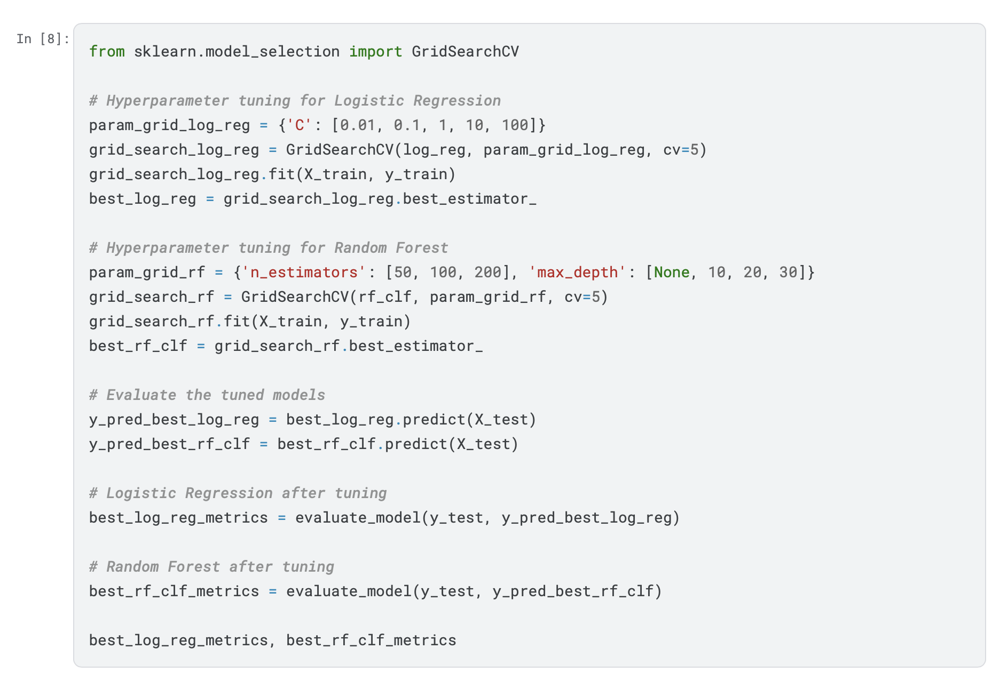 In [8]:
from sklearn.model_selection import GridSearchCV
# Hyperparameter tuning for Logistic Regression
param_grid_log_reg = {'C': [0.01, 0.1, 1, 10, 100]}
grid_search_log_reg = GridSearchCV(log_reg, param_grid_log_reg, cv=5)
grid_search_log_reg.fit(X_train, y_train)
best_log_reg = grid_search_log_reg.best_estimator_
# Hyperparameter tuning for Random Forest
param_grid_rf = {'n_estimators': [50, 100, 200], 'max_depth': [None, 10, 20, 30]}
grid_search_rf = GridSearchCV(rf_clf, param_grid_rf, cv=5)
grid_search_rf.fit(X_train, y_train)
best_rf_clf = grid_search_rf.best_estimator_
# Evaluate the tuned models
y_pred_best_log_reg = best_log_reg.predict(X_test)
y_pred_best_rf_clf = best_rf_clf.predict(X_test)
# Logistic Regression after tuning
best_log_reg_metrics = evaluate_model(y_test, y_pred_best_log_reg)
# Random Forest after tuning
best_rf_clf_metrics = evaluate_model(y_test, y_pred_best_rf_clf)
best_log_reg_metrics, best_rf_clf_metrics